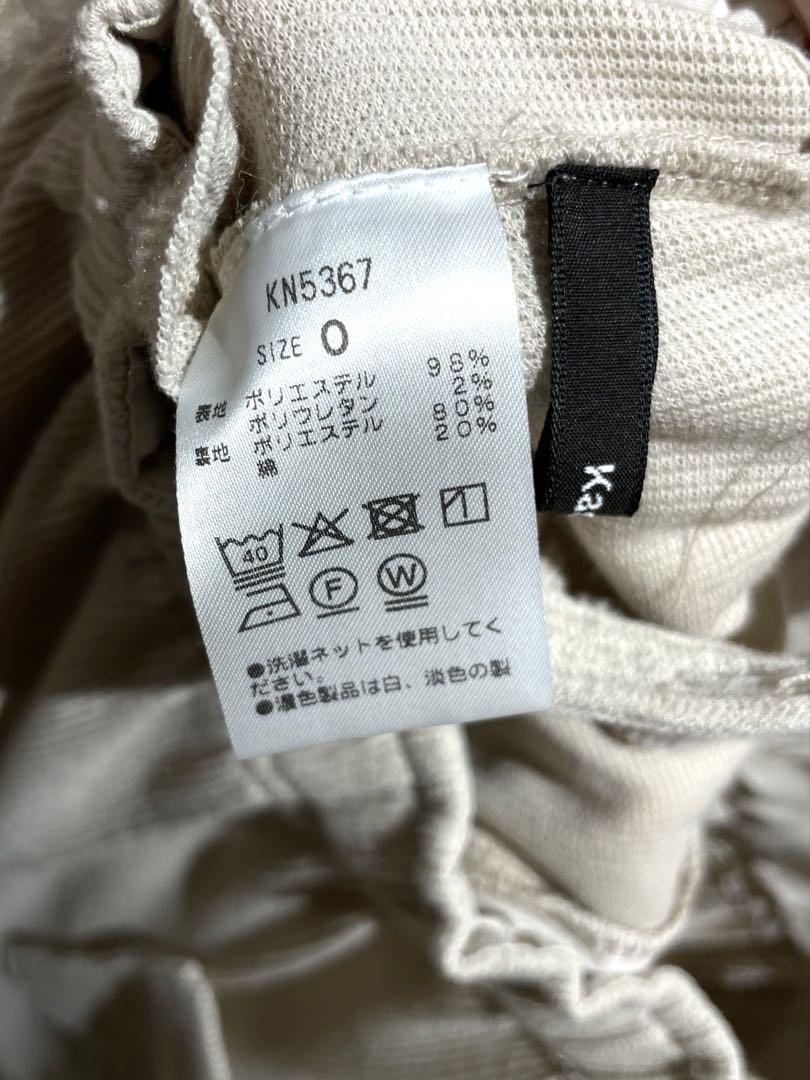 KN5367
SIZE 0
表地 ポリエステル 98%
ポリウレタン 2%
別地 ポリエステル 80%
綿 20%
40
F W
●洗濯ネットを使用してく
ださい。
●濃色製品は白、淡色の製
Ka